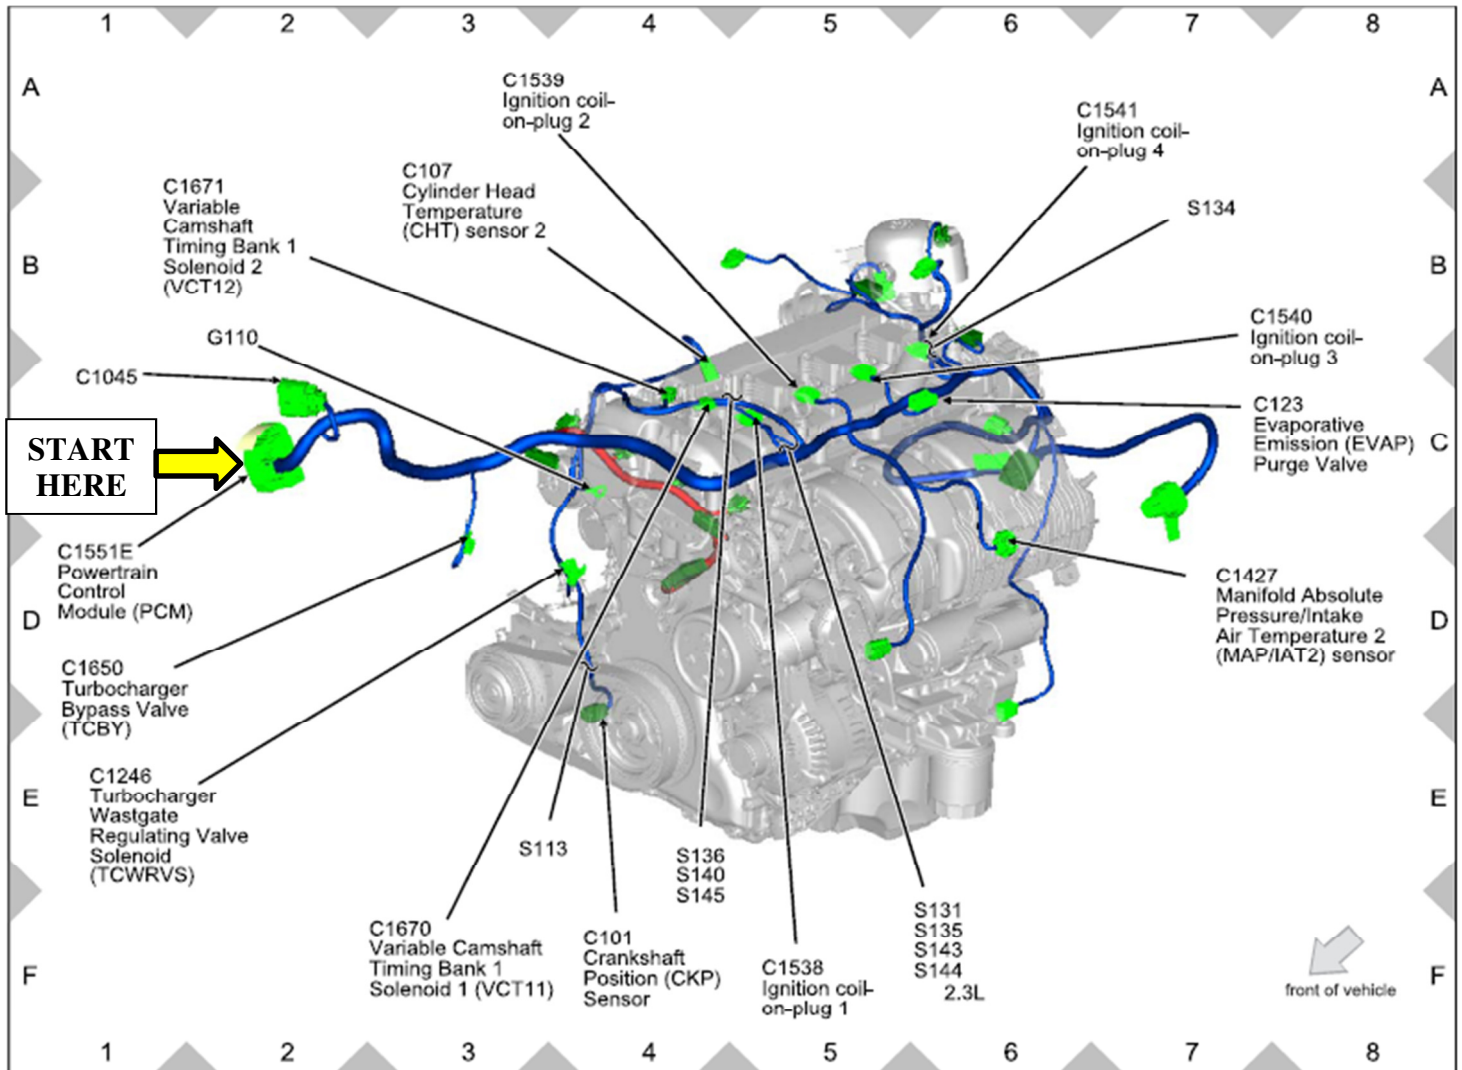 1 2 3 4 5 6 7 8
A
A
C1539
Ignition coil-
on-plug 2
C1541
Ignition coil-
on-plug 4
C107
Cylinder Head
Temperature
(CHT) sensor 2
C1671
Variable
Camshaft
Timing Bank 1
Solenoid 2
(VCT12)
S134
B
B
G110
C1540
Ignition coil-
on-plug 3
C1045
C123
Evaporative
Emission (EVAP)
Purge Valve
START
HERE
C
C1551E
Powertrain
Control
Module (PCM)
C1427
Manifold Absolute
Pressure/Intake
Air Temperature 2
(MAP/IAT2) sensor
D
D
C1650
Turbocharger
Bypass Valve
(TCBY)
C1246
Turbocharger
Wastgate
Regulating Valve
Solenoid
(TCWRVS)
E
E
S113
S136
S140
S145
C1670
Variable Camshaft
Timing Bank 1
Solenoid 1 (VCT11)
C101
Crankshaft
Position (CKP)
Sensor
C1538
Ignition coil-
on-plug 1
S131
S135
S143
S144
2.3L
F
F
front of vehicle
1 2 3 4 5 6 7 8